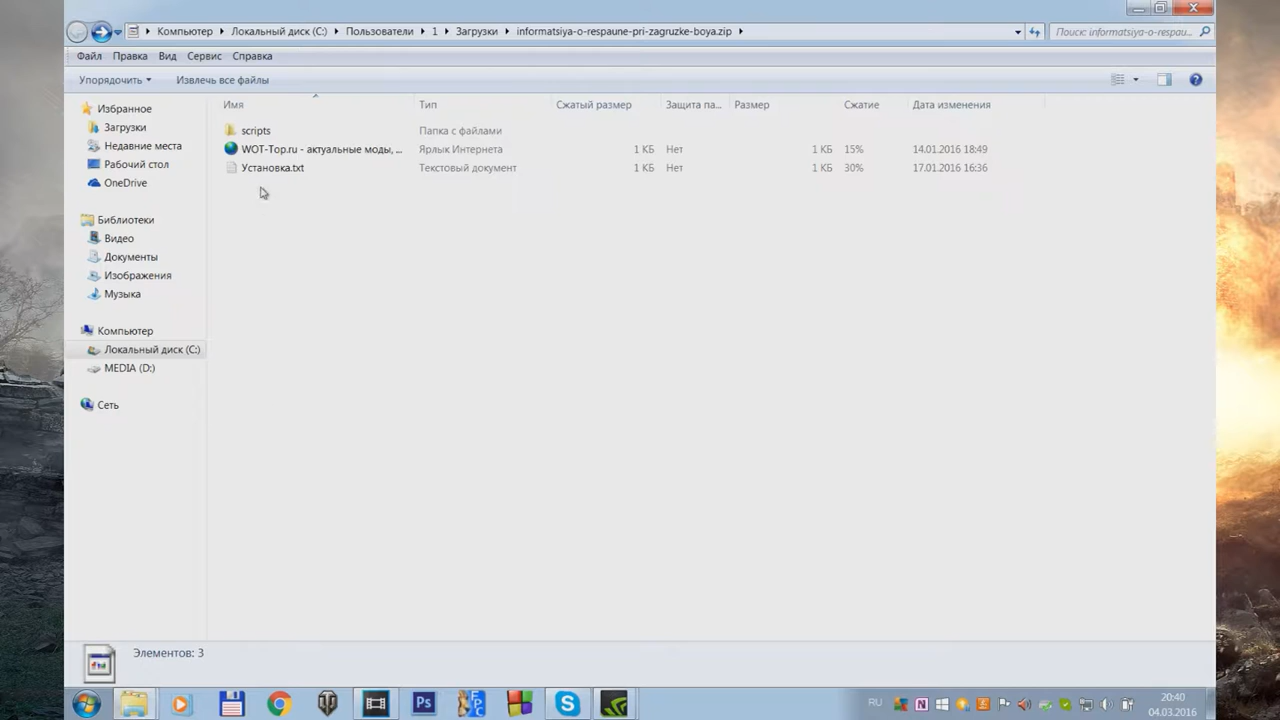 Компьютер ▸ Локальный диск (C:) ▸ Пользователи ▸ 1 ▸ Загрузки ▸ informatsiya-o-respaune-pri-zagruzke-boya.zip ▸
Поиск: informatsiya-o-respau...
Файл Правка Вид Сервис Справка
Упорядочить Извлечь все файлы
Имя Тип Сжатый размер Защита па... Размер Сжатие Дата изменения
scripts Папка с файлами
WOT-Top.ru - актуальные моды, ... Ярлык Интернета 1 КБ Нет 1 КБ 15% 14.01.2016 18:49
Установка.txt Текстовый документ 1 КБ Нет 1 КБ 30% 17.01.2016 16:36
Избранное
Загрузки
Недавние места
Рабочий стол
OneDrive
Библиотеки
Видео
Документы
Изображения
Музыка
Компьютер
Локальный диск (C:)
MEDIA (D:)
Сеть
Элементов: 3
Ps
RU
20:40
04.03.2016